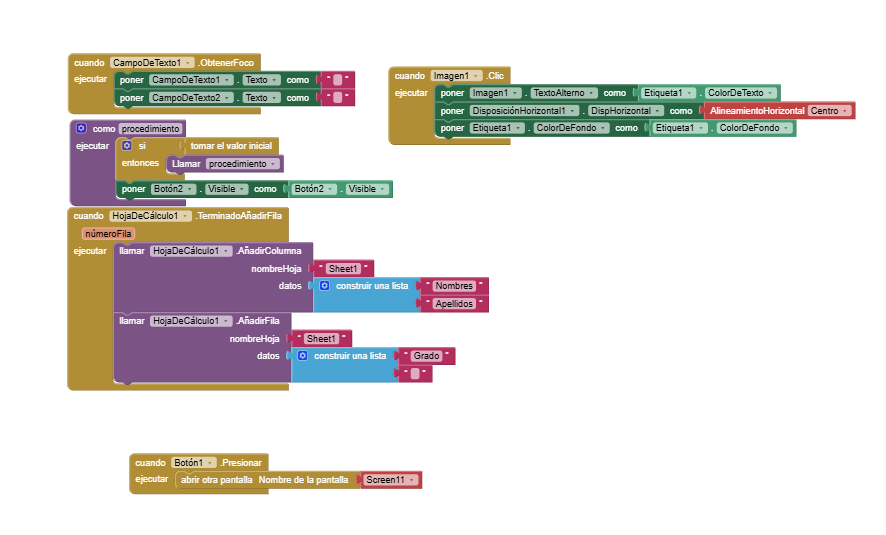 cuando CampoDeTexto1 .ObtenerFoco
ejecutar poner CampoDeTexto1 . Texto como " "
poner CampoDeTexto2 . Texto como " "
cuando Imagen1 .Clic
ejecutar poner Imagen1 . TextoAlterno como Etiqueta1 . ColorDeTexto
poner DisposiciónHorizontal1 . DispHorizontal como AlineamientoHorizontal Centro
poner Etiqueta1 . ColorDeFondo como Etiqueta1 . ColorDeFondo
como procedimiento
ejecutar si tomar el valor inicial
entonces Llamar procedimiento
poner Botón2 . Visible como Botón2 . Visible
cuando HojaDeCálculo1 .TerminadoAñadirFila
númeroFila
ejecutar llamar HojaDeCálculo1 .AñadirColumna
nombreHoja " Sheet1 "
datos construir una lista " Nombres "
" Apellidos "
llamar HojaDeCálculo1 .AñadirFila
nombreHoja " Sheet1 "
datos construir una lista " Grado "
" "
cuando Botón1 .Presionar
ejecutar abrir otra pantalla Nombre de la pantalla Screen11